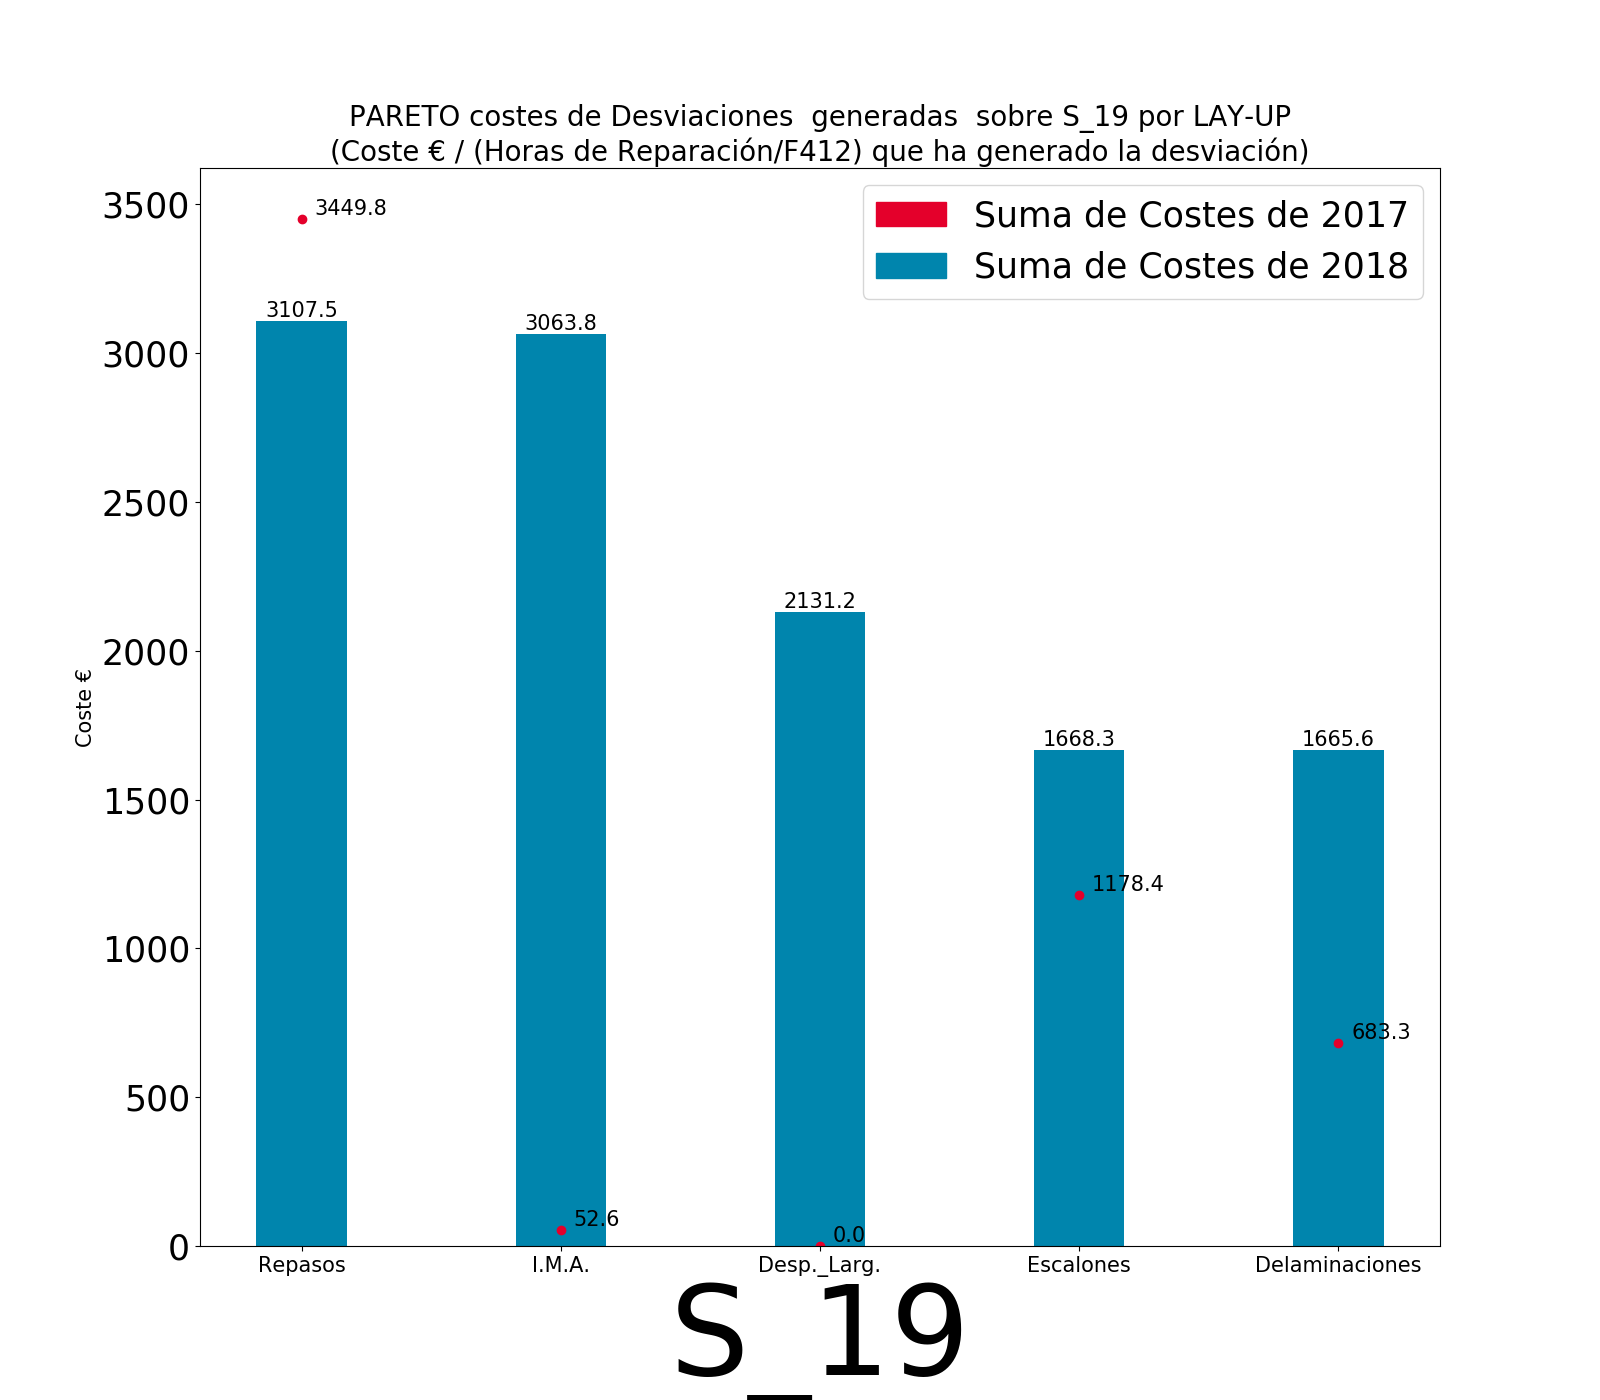 PARETO costes de Desviaciones  generadas  sobre S_19 por LAY-UP
(Coste € / (Horas de Reparación/F412) que ha generado la desviación)
Suma de Costes de 2017
Suma de Costes de 2018
3500
3000
2500
2000
1500
1000
500
0
Coste €
3449.8
3107.5
3063.8
2131.2
1668.3
1665.6
1178.4
683.3
52.6
0.0
Repasos
I.M.A.
Desp._Larg.
Escalones
Delaminaciones
S_19